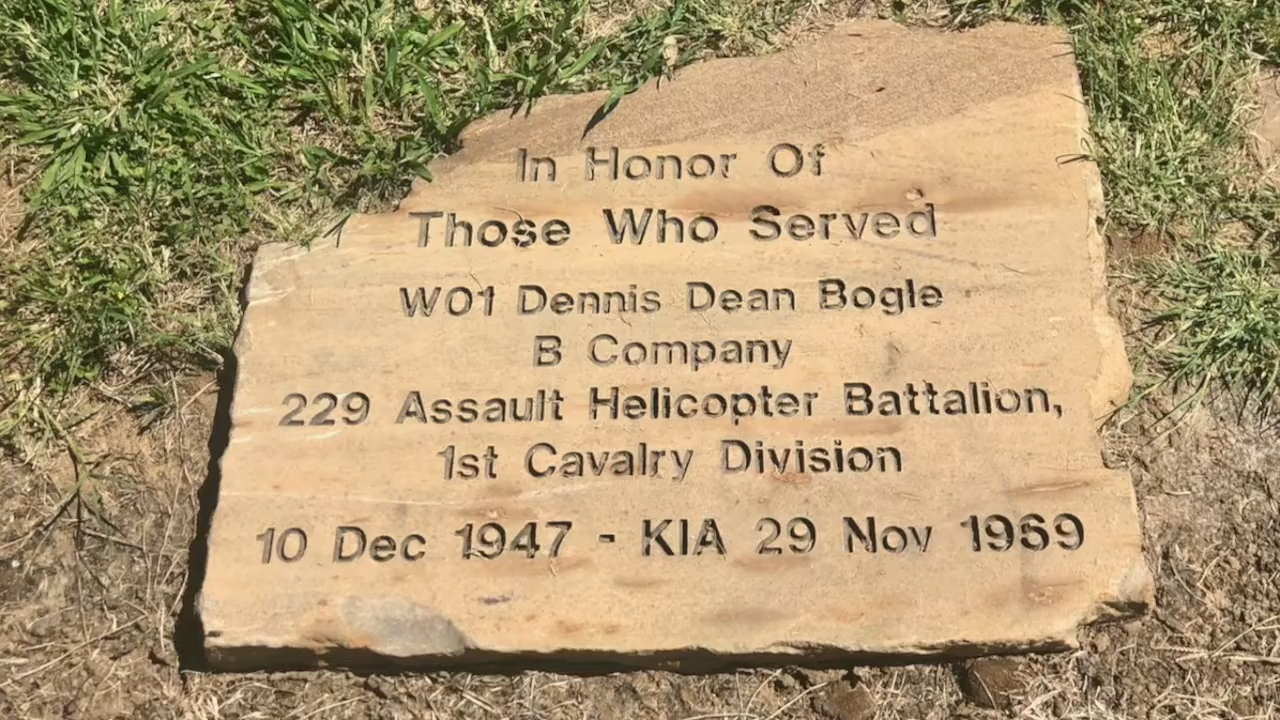 In Honor Of
Those Who Served
WO1 Dennis Dean Bogle
B Company
229 Assault Helicopter Battalion,
1st Cavalry Division
10 Dec 1947 - KIA 29 Nov 1969